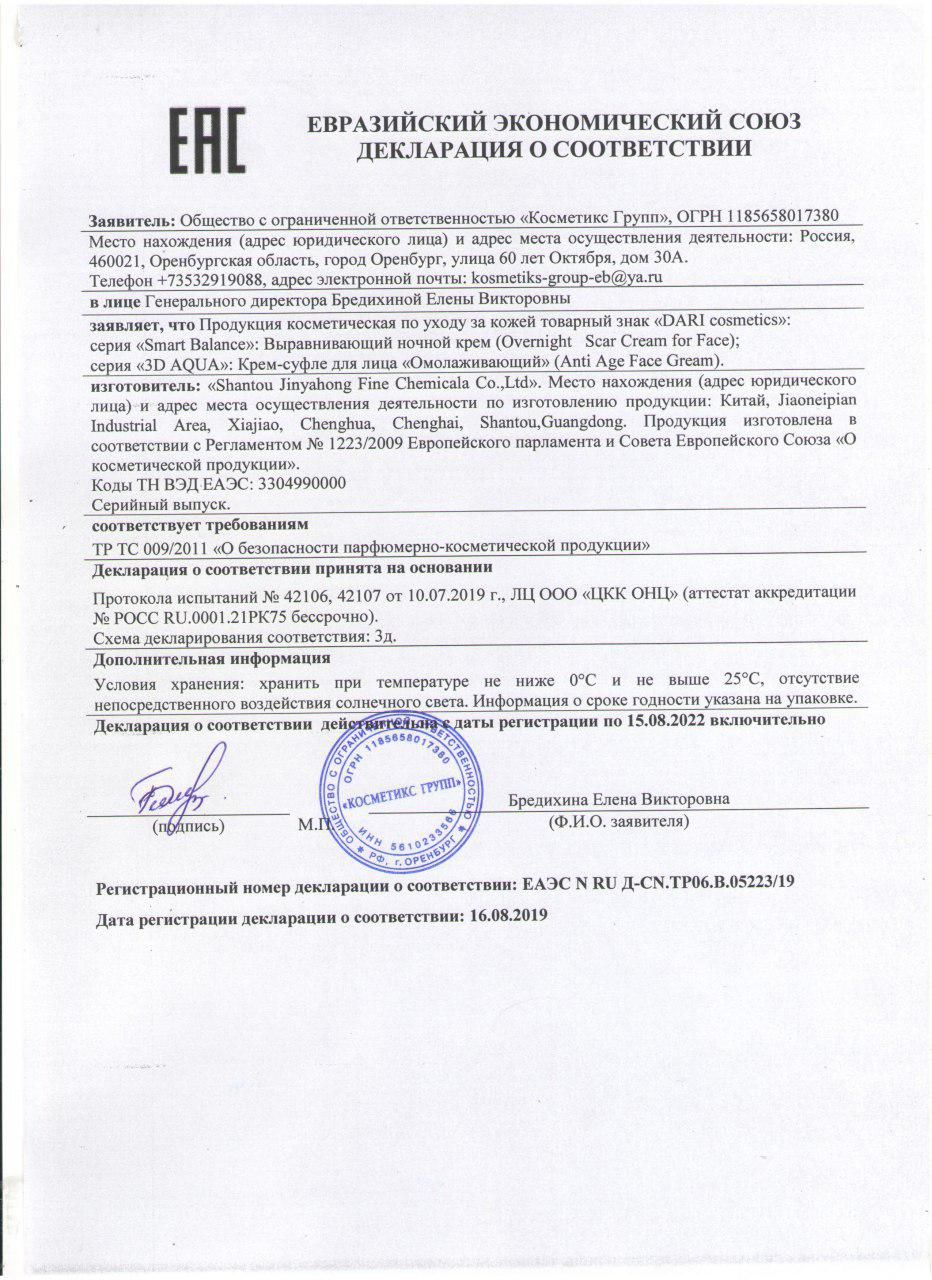 ЕАС
ЕВРАЗИЙСКИЙ ЭКОНОМИЧЕСКИЙ СОЮЗ
ДЕКЛАРАЦИЯ О СООТВЕТСТВИИ
Заявитель: Общество с ограниченной ответственностью «Косметикс Групп», ОГРН 1185658017380
Место нахождения (адрес юридического лица) и адрес места осуществления деятельности: Россия,
460021, Оренбургская область, город Оренбург, улица 60 лет Октября, дом 30А.
Телефон +73532919088, адрес электронной почты: kosmetiks-group-eb@ya.ru
в лице Генерального директора Бредихиной Елены Викторовны
заявляет, что Продукция косметическая по уходу за кожей товарный знак «DARI cosmetics»:
серия «Smart Balance»: Выравнивающий ночной крем (Overnight Scar Cream for Face);
серия «3D AQUA»: Крем-суфле для лица «Омолаживающий» (Anti Age Face Gream).
изготовитель: «Shantou Jinyahong Fine Chemicala Co.,Ltd». Место нахождения (адрес юридического
лица) и адрес места осуществления деятельности по изготовлению продукции: Китай, Jiaoneipian
Industrial Area, Xiajiao, Chenghua, Chenghai, Shantou,Guangdong. Продукция изготовлена в
соответствии с Регламентом № 1223/2009 Европейского парламента и Совета Европейского Союза «О
косметической продукции».
Коды ТН ВЭД ЕАЭС: 3304990000
Серийный выпуск.
соответствует требованиям
ТР ТС 009/2011 «О безопасности парфюмерно-косметической продукции»
Декларация о соответствии принята на основании
Протокола испытаний № 42106, 42107 от 10.07.2019 г., ЛЦ ООО «ЦКК ОНЦ» (аттестат аккредитации
№ РОСС RU.0001.21РК75 бессрочно).
Схема декларирования соответствия: 3д.
Дополнительная информация
Условия хранения: хранить при температуре не ниже 0°С и не выше 25°С, отсутствие
непосредственного воздействия солнечного света. Информация о сроке годности указана на упаковке.
Декларация о соответствии действительна с даты регистрации по 15.08.2022 включительно
ОБЩЕСТВО С ОГРАНИЧЕННОЙ ОТВЕТСТВЕННОСТЬЮ
ОГРН 1185658017380
«КОСМЕТИКС ГРУПП»
ИНН 5610233566
РФ, г. ОРЕНБУРГ
Бредихина Елена Викторовна
(подпись) М.П. (Ф.И.О. заявителя)
Регистрационный номер декларации о соответствии: ЕАЭС N RU Д-CN.ТР06.В.05223/19
Дата регистрации декларации о соответствии: 16.08.2019